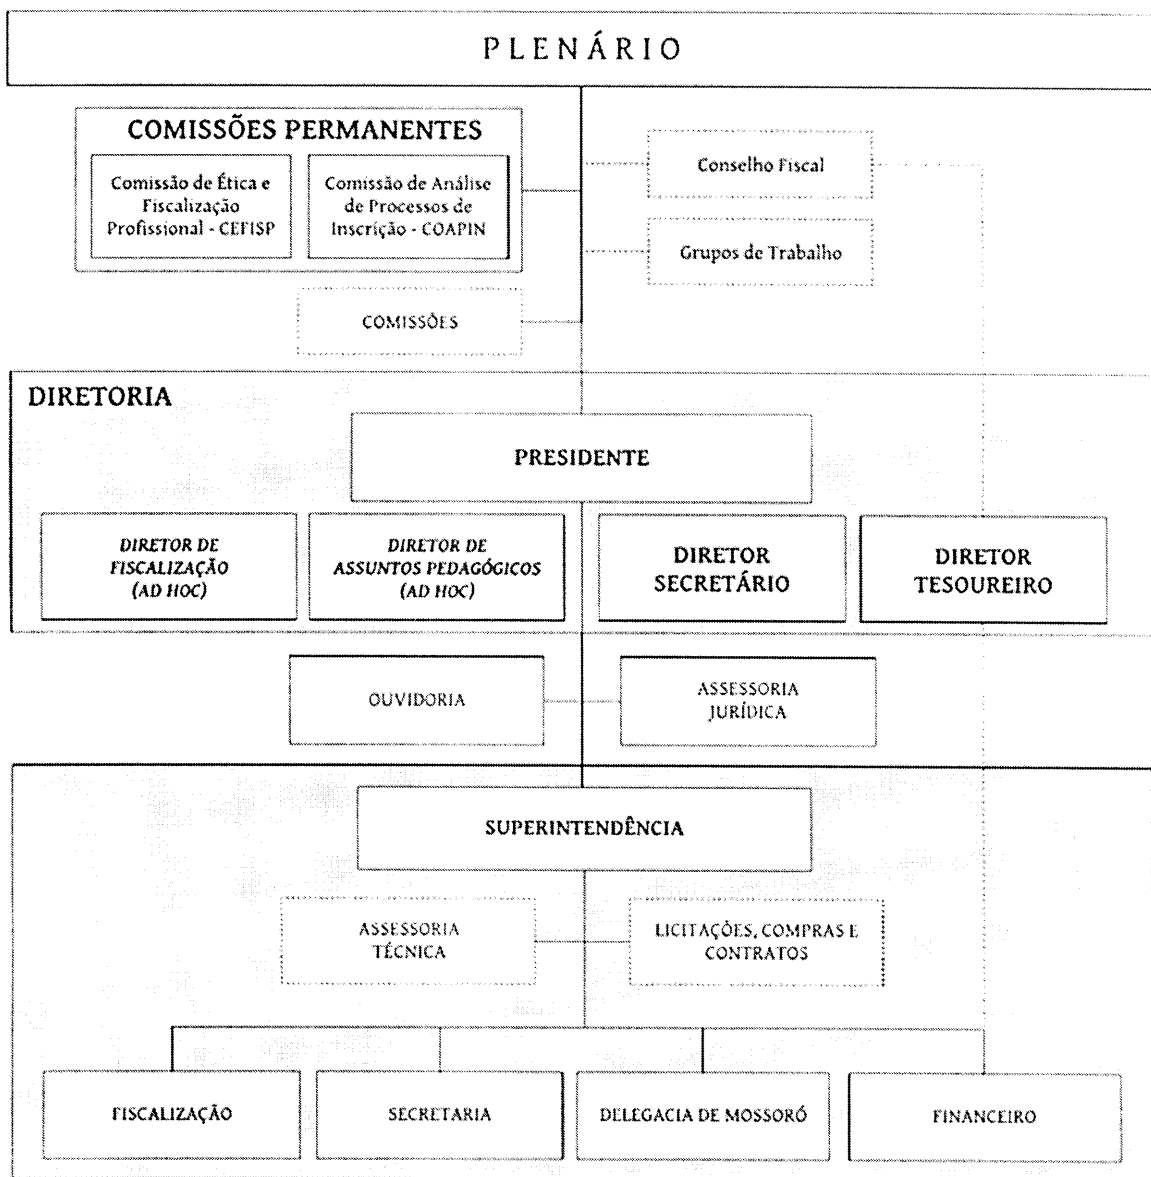 PLENÁRIO
COMISSÕES PERMANENTES
Comissão de Ética e
Fiscalização
Profissional - CEFISP
Comissão de Análise
de Processos de
Inscrição - COAPIN
Conselho Fiscal
Grupos de Trabalho
COMISSÕES
DIRETORIA
PRESIDENTE
DIRETOR DE
FISCALIZAÇÃO
(AD HOC)
DIRETOR DE
ASSUNTOS PEDAGÓGICOS
(AD HOC)
DIRETOR
SECRETÁRIO
DIRETOR
TESOUREIRO
OUVIDORIA
ASSESSORIA
JURÍDICA
SUPERINTENDÊNCIA
ASSESSORIA
TÉCNICA
LICITAÇÕES, COMPRAS E
CONTRATOS
FISCALIZAÇÃO
SECRETARIA
DELEGACIA DE MOSSORÓ
FINANCEIRO